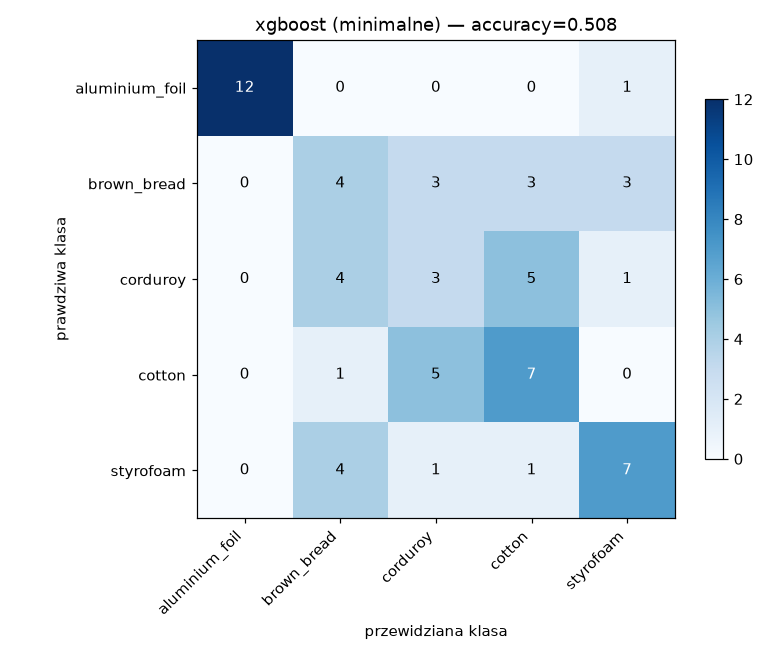 xgboost (minimalne) — accuracy=0.508
prawdziwa klasa
aluminium_foil 12 0 0 0 1
brown_bread 0 4 3 3 3
corduroy 0 4 3 5 1
cotton 0 1 5 7 0
styrofoam 0 4 1 1 7
aluminium_foil brown_bread corduroy cotton styrofoam
przewidziana klasa
12
10
8
6
4
2
0